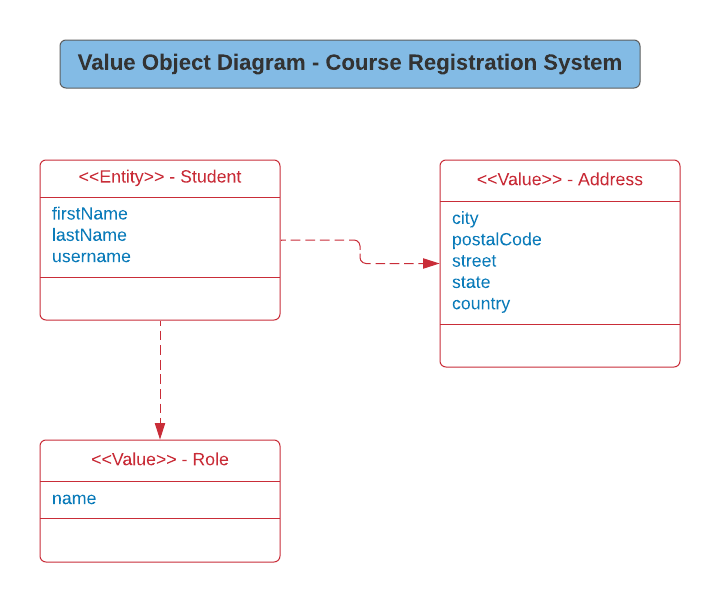 Value Object Diagram - Course Registration System
<<Entity>> - Student
firstName
lastName
username
<<Value>> - Address
city
postalCode
street
state
country
<<Value>> - Role
name